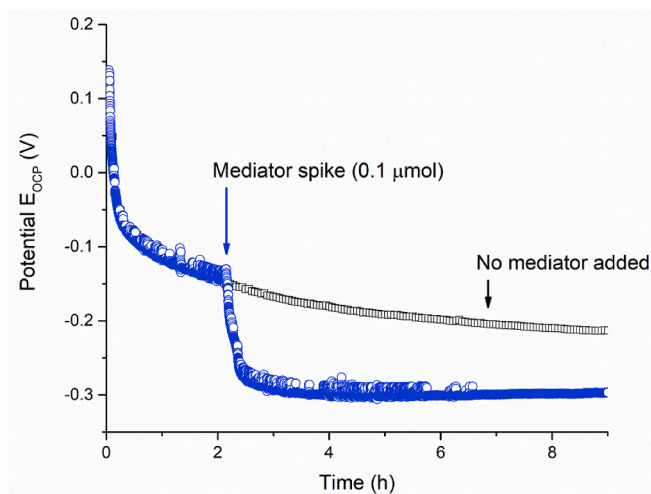 0.2
0.1
0.0
-0.1
-0.2
-0.3
Potential E_OCP (V)
Mediator spike (0.1 μmol)
No mediator added
0 2 4 6 8
Time (h)